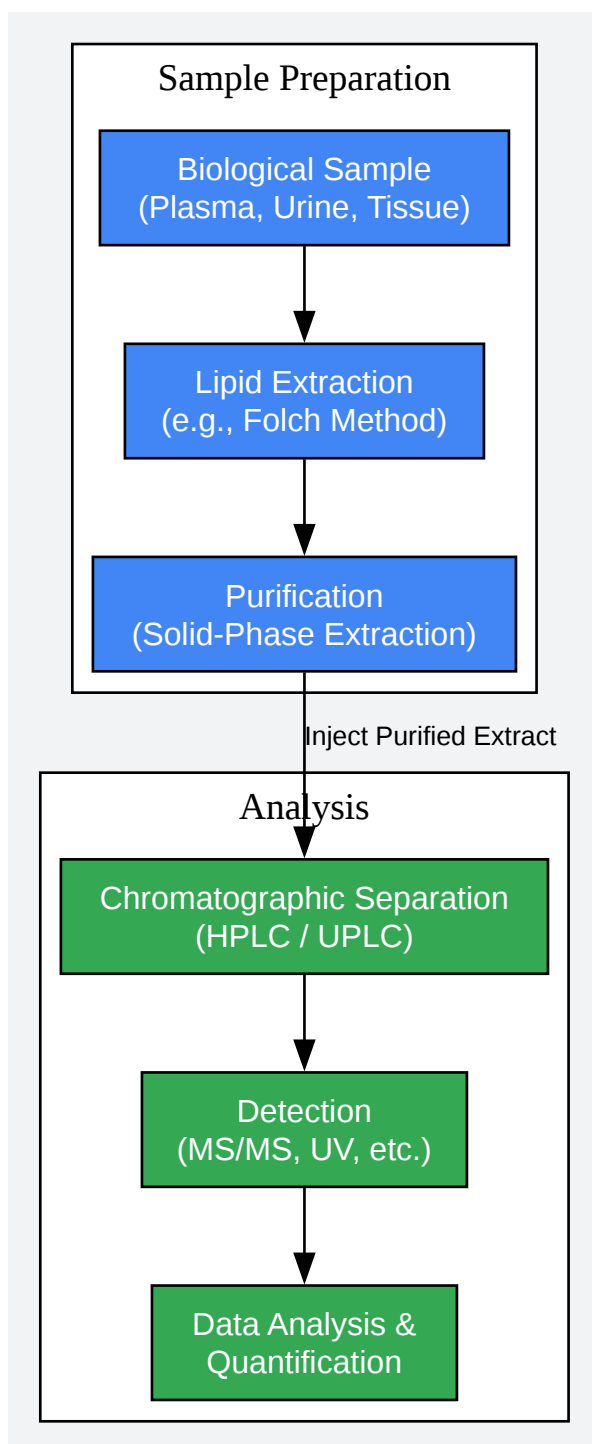 Sample Preparation
Biological Sample
(Plasma, Urine, Tissue)
Lipid Extraction
(e.g., Folch Method)
Purification
(Solid-Phase Extraction)
Inject Purified Extract
Analysis
Chromatographic Separation
(HPLC / UPLC)
Detection
(MS/MS, UV, etc.)
Data Analysis &
Quantification